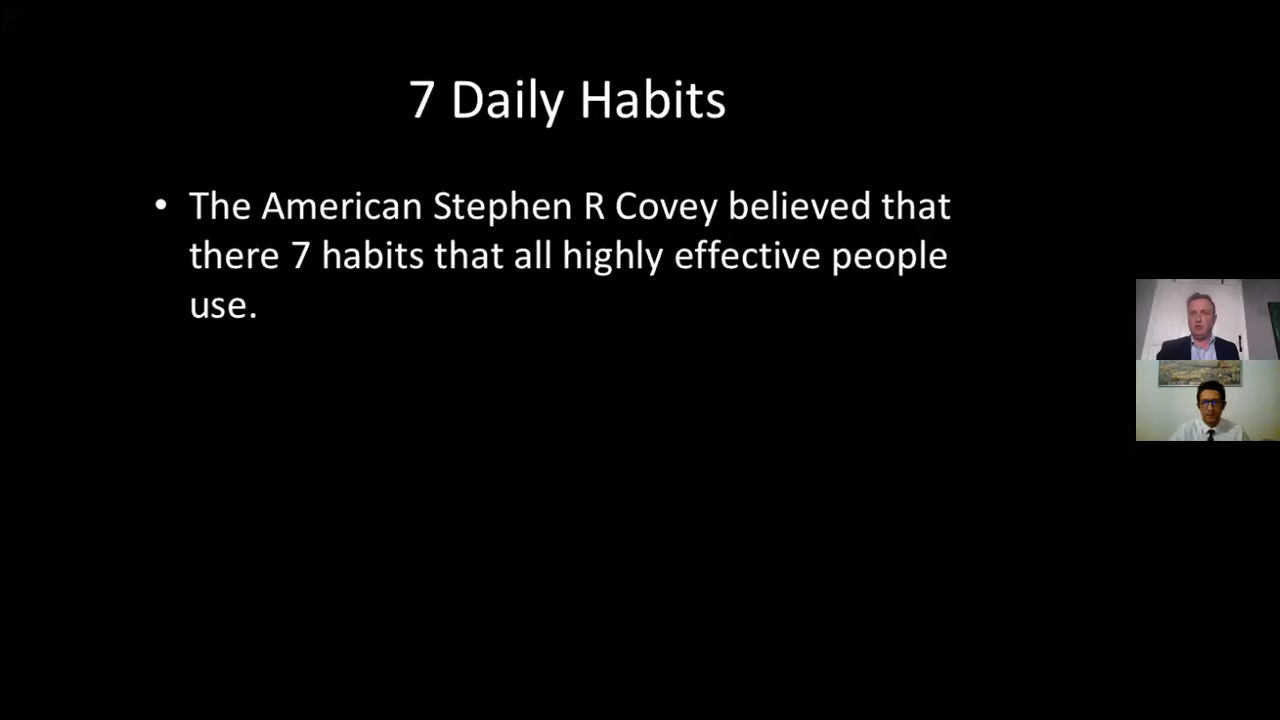 7 Daily Habits
• The American Stephen R Covey believed that
there 7 habits that all highly effective people
use.